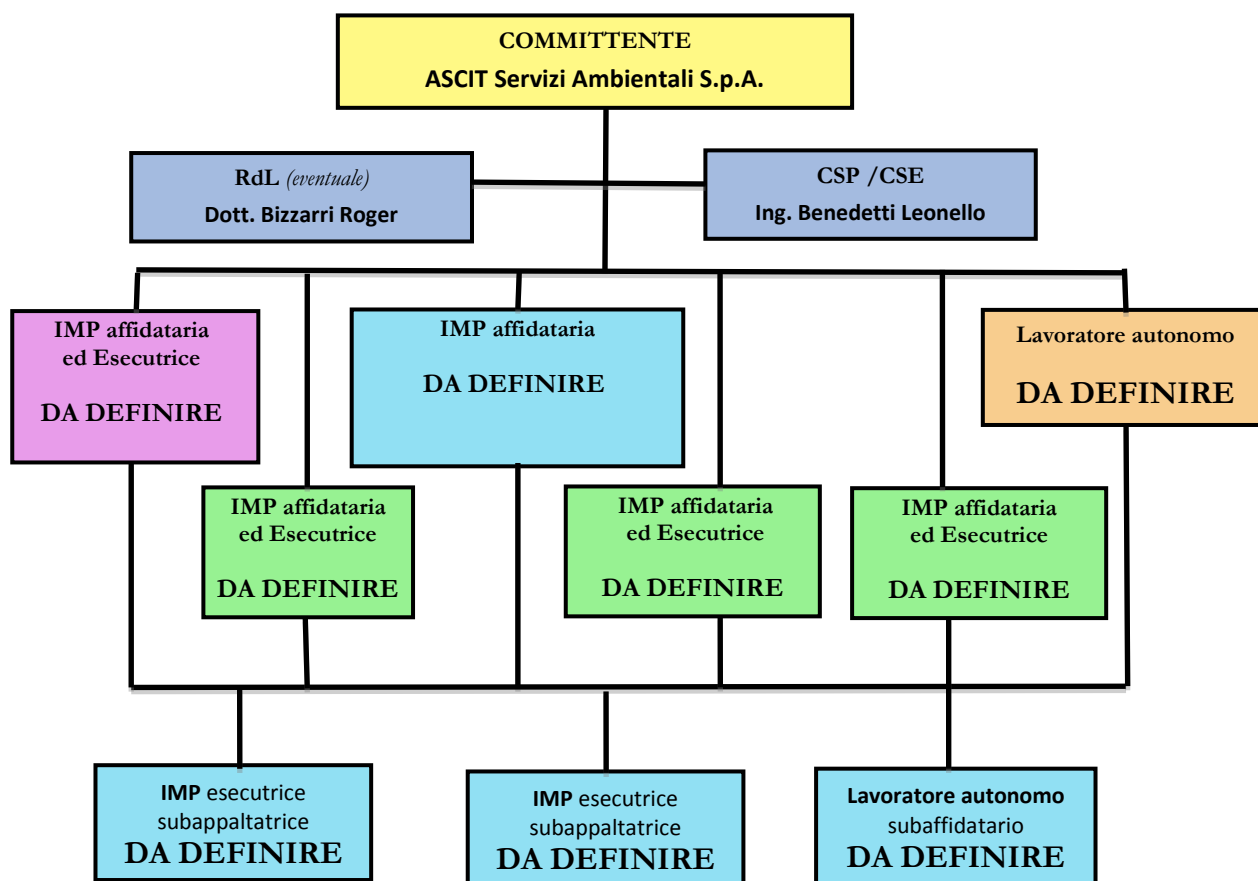 COMMITTENTE
ASCIT Servizi Ambientali S.p.A.
RdL (eventuale)
Dott. Bizzarri Roger
CSP /CSE
Ing. Benedetti Leonello
IMP affidataria
ed Esecutrice
DA DEFINIRE
IMP affidataria
DA DEFINIRE
Lavoratore autonomo
DA DEFINIRE
IMP affidataria
ed Esecutrice
DA DEFINIRE
IMP affidataria
ed Esecutrice
DA DEFINIRE
IMP affidataria
ed Esecutrice
DA DEFINIRE
IMP esecutrice
subappaltatrice
DA DEFINIRE
IMP esecutrice
subappaltatrice
DA DEFINIRE
Lavoratore autonomo
subaffidatario
DA DEFINIRE